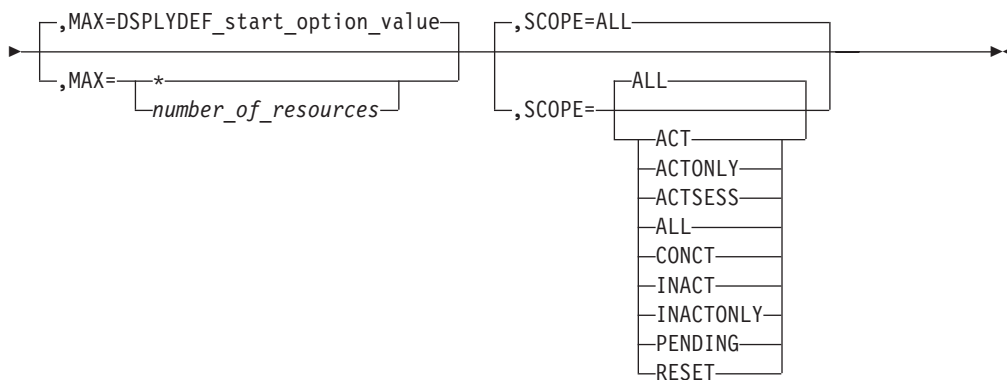 ,MAX=DSPLYDEF_start_option_value
,MAX= *
number_of_resources
,SCOPE=ALL
,SCOPE= ALL
ACT
ACTONLY
ACTSESS
ALL
CONCT
INACT
INACTONLY
PENDING
RESET